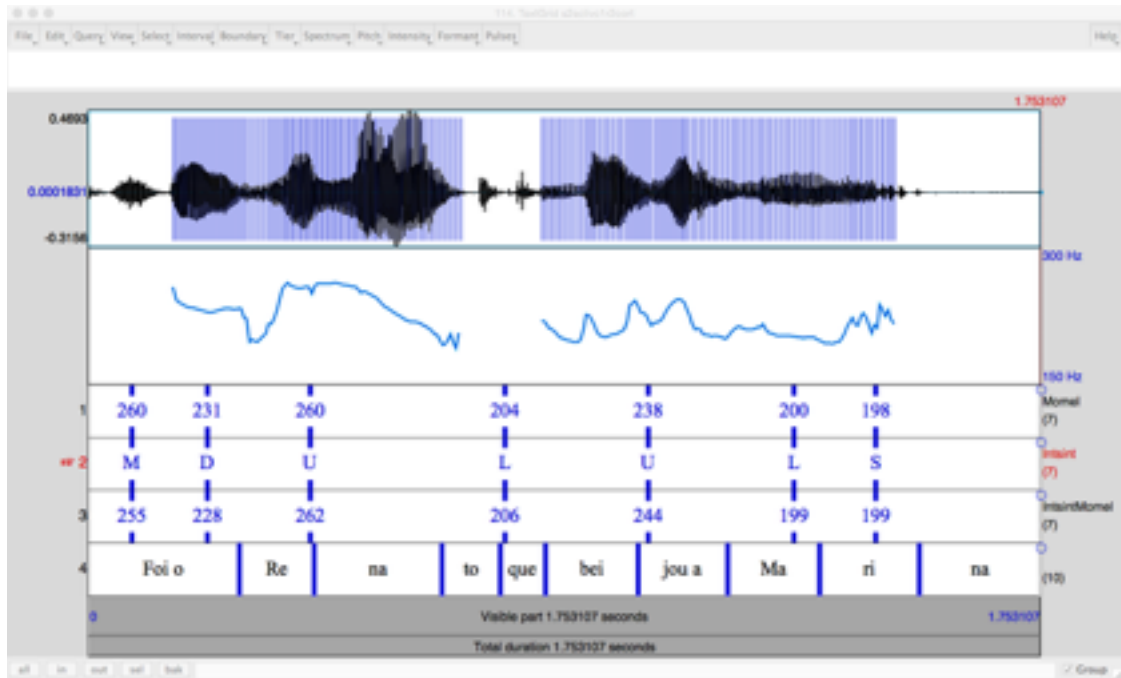 File Edit Query View Select Interval Boundary Tier Spectrum Pitch Intensity Formant Pulses Help
1.753107
0.4693
0.0001831
-0.3156
300 Hz
150 Hz
1 260 231 260 204 238 200 198 Momel (7)
2 M D U L U L S Intsint (7)
3 255 228 262 206 244 199 199 IntsintMomel (7)
4 Foi o Re na to que bei jou a Ma ri na (10)
0 Visible part 1.753107 seconds 1.753107
Total duration 1.753107 seconds
all in out sel bak Group